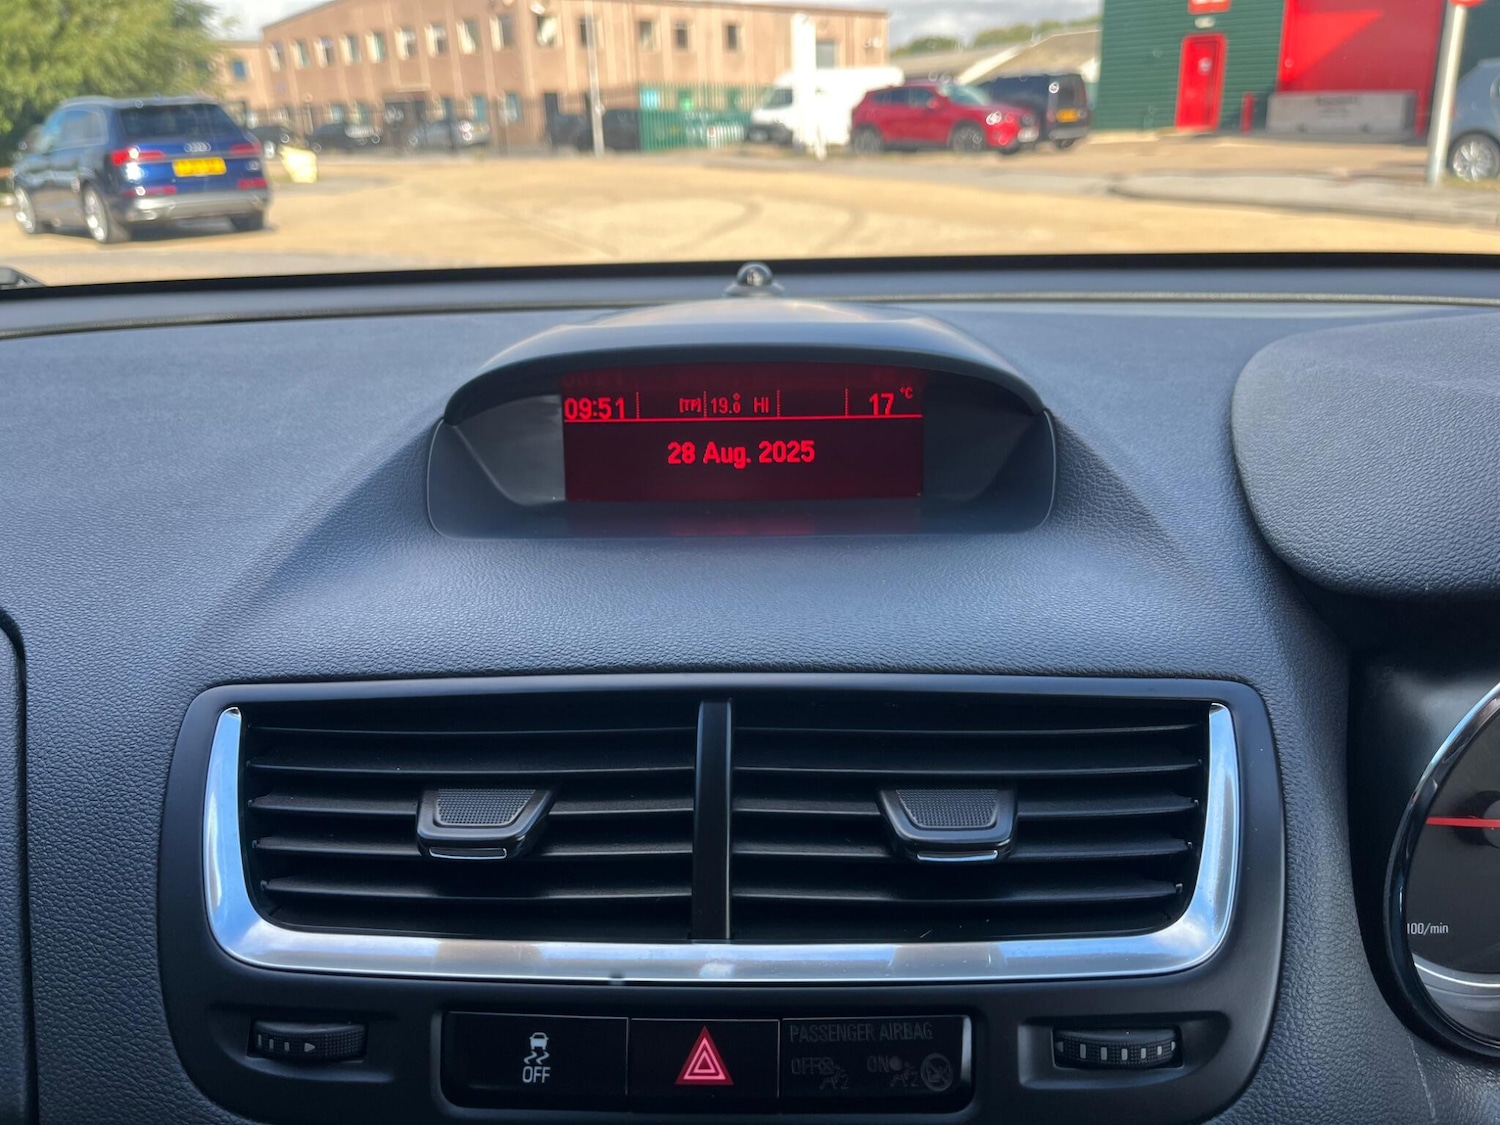 09:51 [TP] 19.0 HI 17 °C
28 Aug. 2025
OFF
PASSENGER AIRBAG
OFF ON
100/min